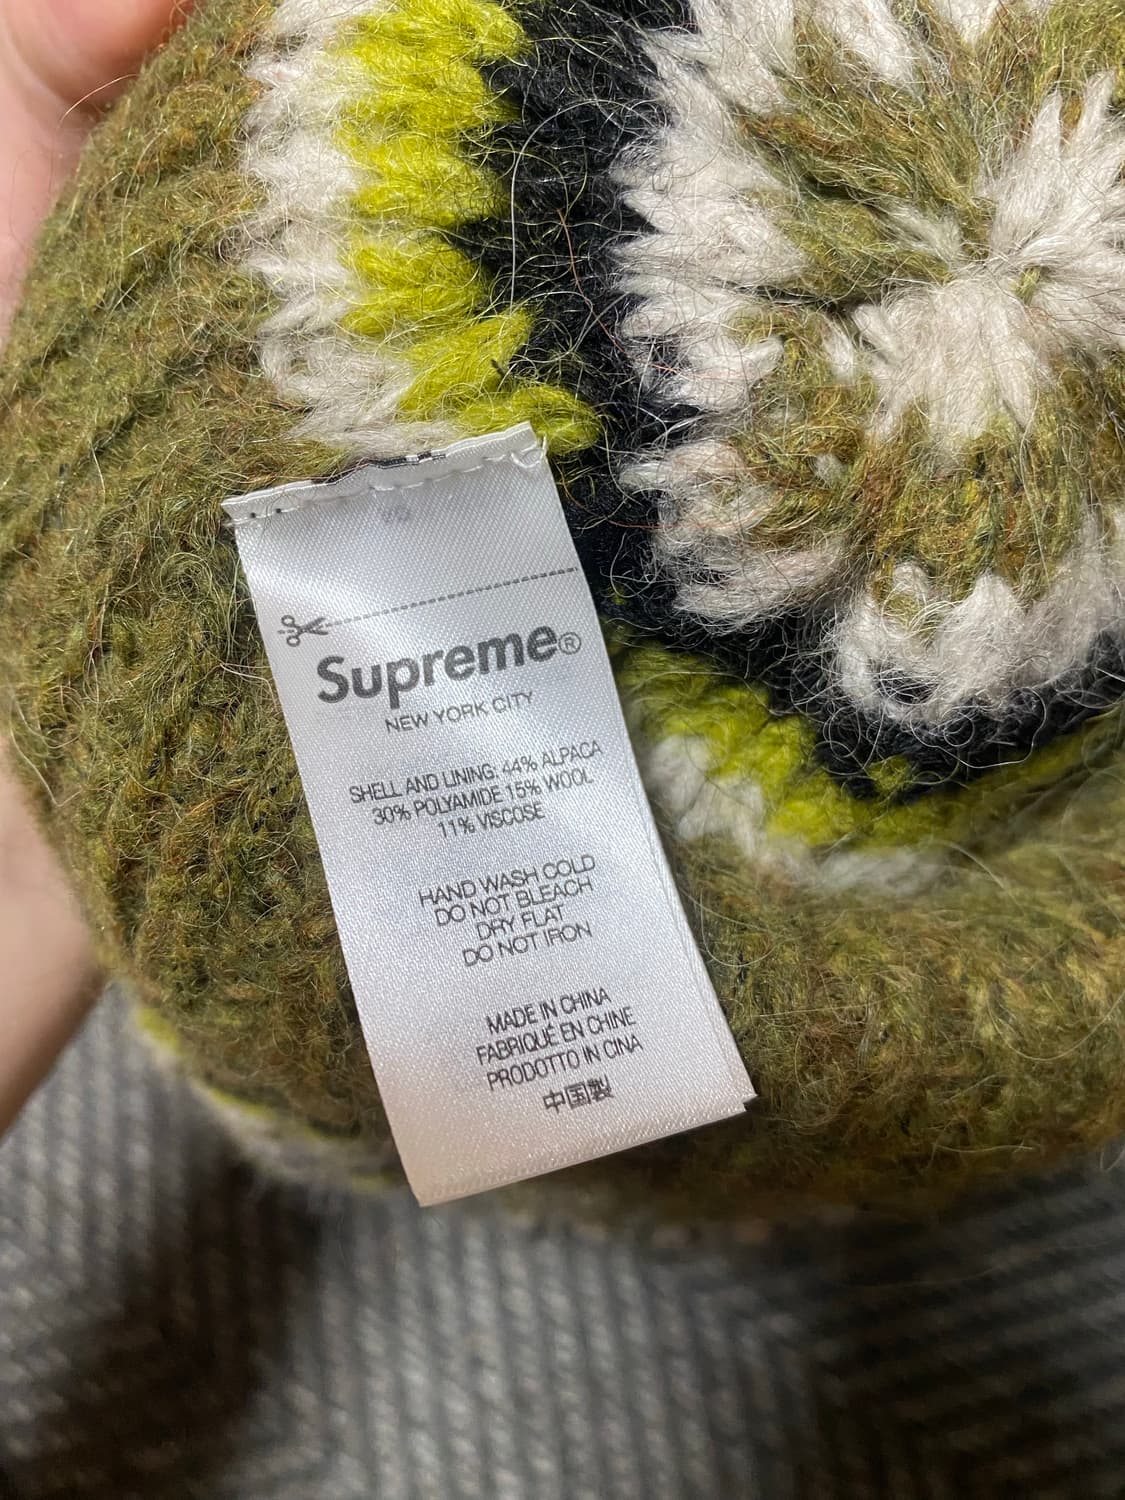 Supreme®
NEW YORK CITY
SHELL AND LINING: 44% ALPACA
30% POLYAMIDE 15% WOOL
11% VISCOSE
HAND WASH COLD
DO NOT BLEACH
DRY FLAT
DO NOT IRON
MADE IN CHINA
FABRIQUÉ EN CHINE
PRODOTTO IN CINA
中国製